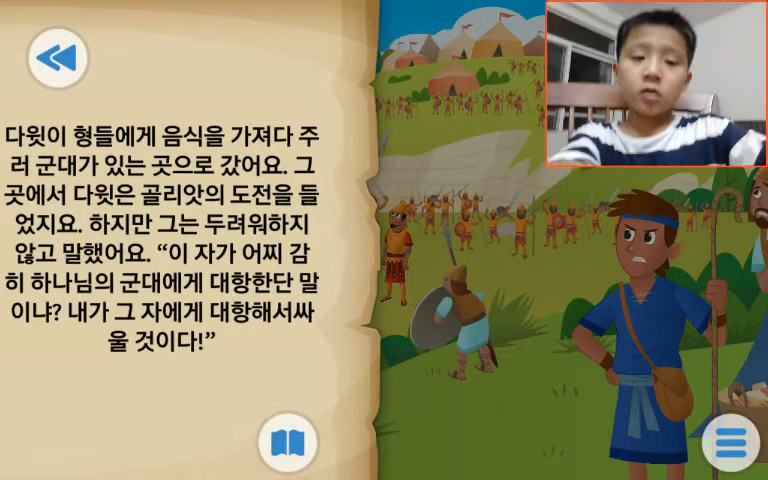 다윗이 형들에게 음식을 가져다 주
러 군대가 있는 곳으로 갔어요. 그
곳에서 다윗은 골리앗의 도전을 들
었지요. 하지만 그는 두려워하지
않고 말했어요. “이 자가 어찌 감
히 하나님의 군대에게 대항한단 말
이냐? 내가 그 자에게 대항해서싸
울 것이다!”